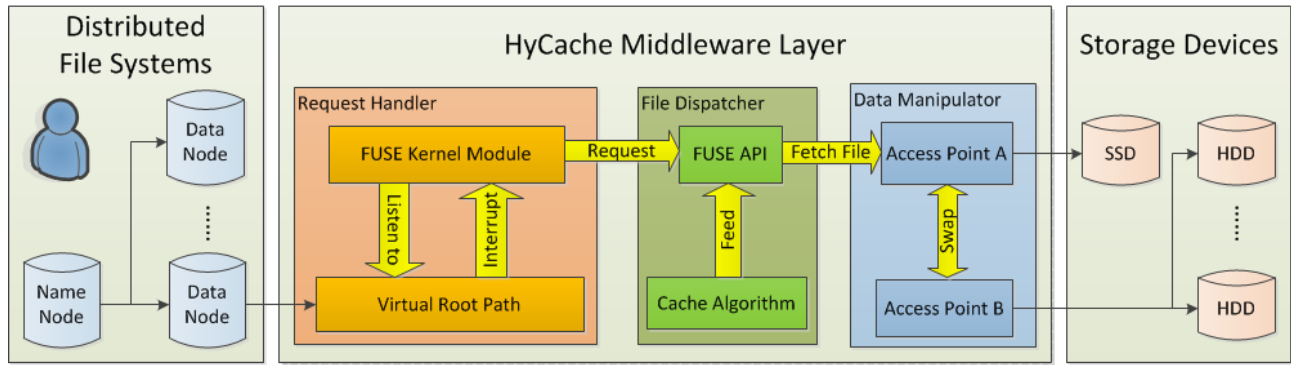 Distributed
File Systems
Data
Node
Name
Node
Data
Node
HyCache Middleware Layer
Request Handler
FUSE Kernel Module
Listen to
Interrupt
Virtual Root Path
Request
File Dispatcher
FUSE API
Feed
Cache Algorithm
Fetch File
Data Manipulator
Access Point A
Swap
Access Point B
Storage Devices
SSD
HDD
HDD